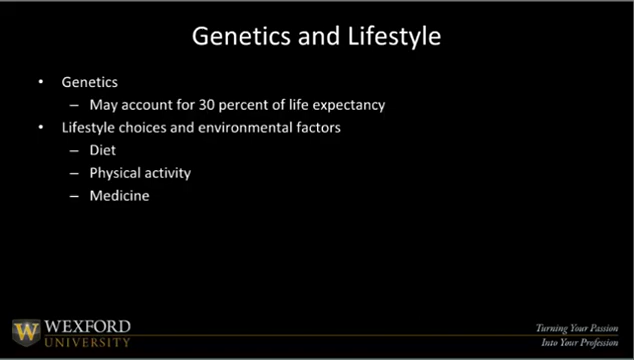 Genetics and Lifestyle
• Genetics
– May account for 30 percent of life expectancy
• Lifestyle choices and environmental factors
– Diet
– Physical activity
– Medicine
W WEXFORD
UNIVERSITY
Turning Your Passion
Into Your Profession